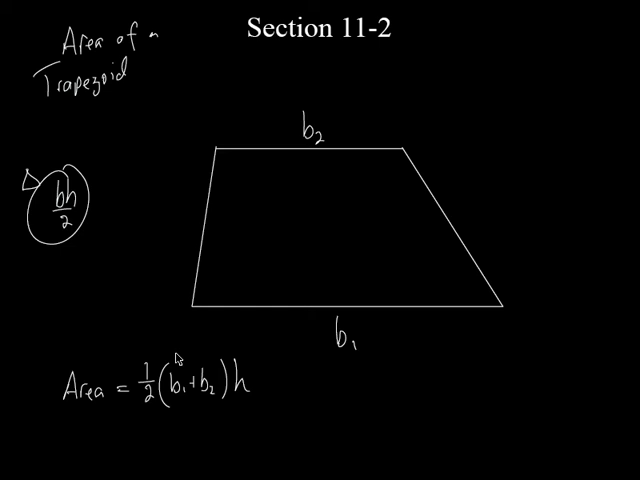 Section 11-2
Area of a
Trapezoid
b₂
△ bh/2
b₁
Area = 1/2 (b₁+b₂)h